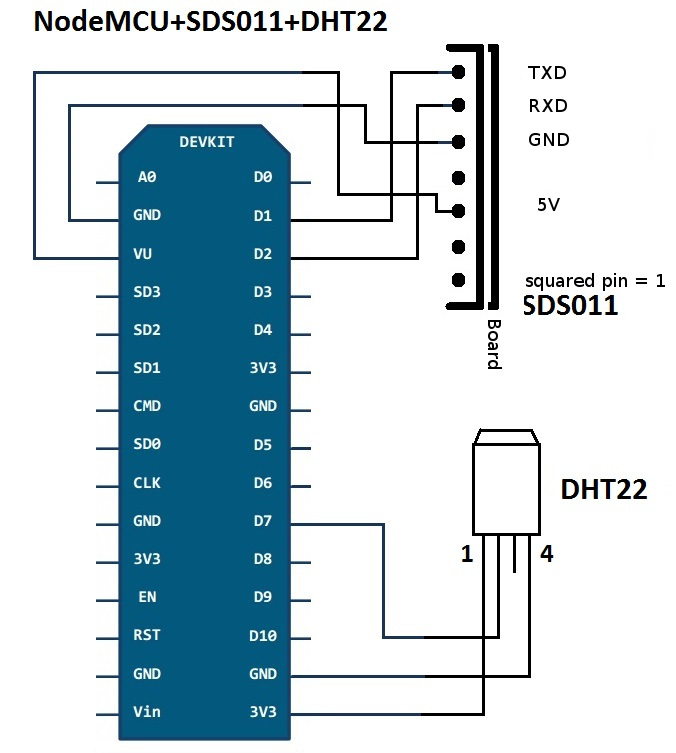 NodeMCU+SDS011+DHT22
TXD
RXD
GND
5V
squared pin = 1
SDS011
Board
DEVKIT
A0 D0
GND D1
VU D2
SD3 D3
SD2 D4
SD1 3V3
CMD GND
SD0 D5
CLK D6
GND D7
3V3 D8
EN D9
RST D10
GND GND
Vin 3V3
DHT22
1 4